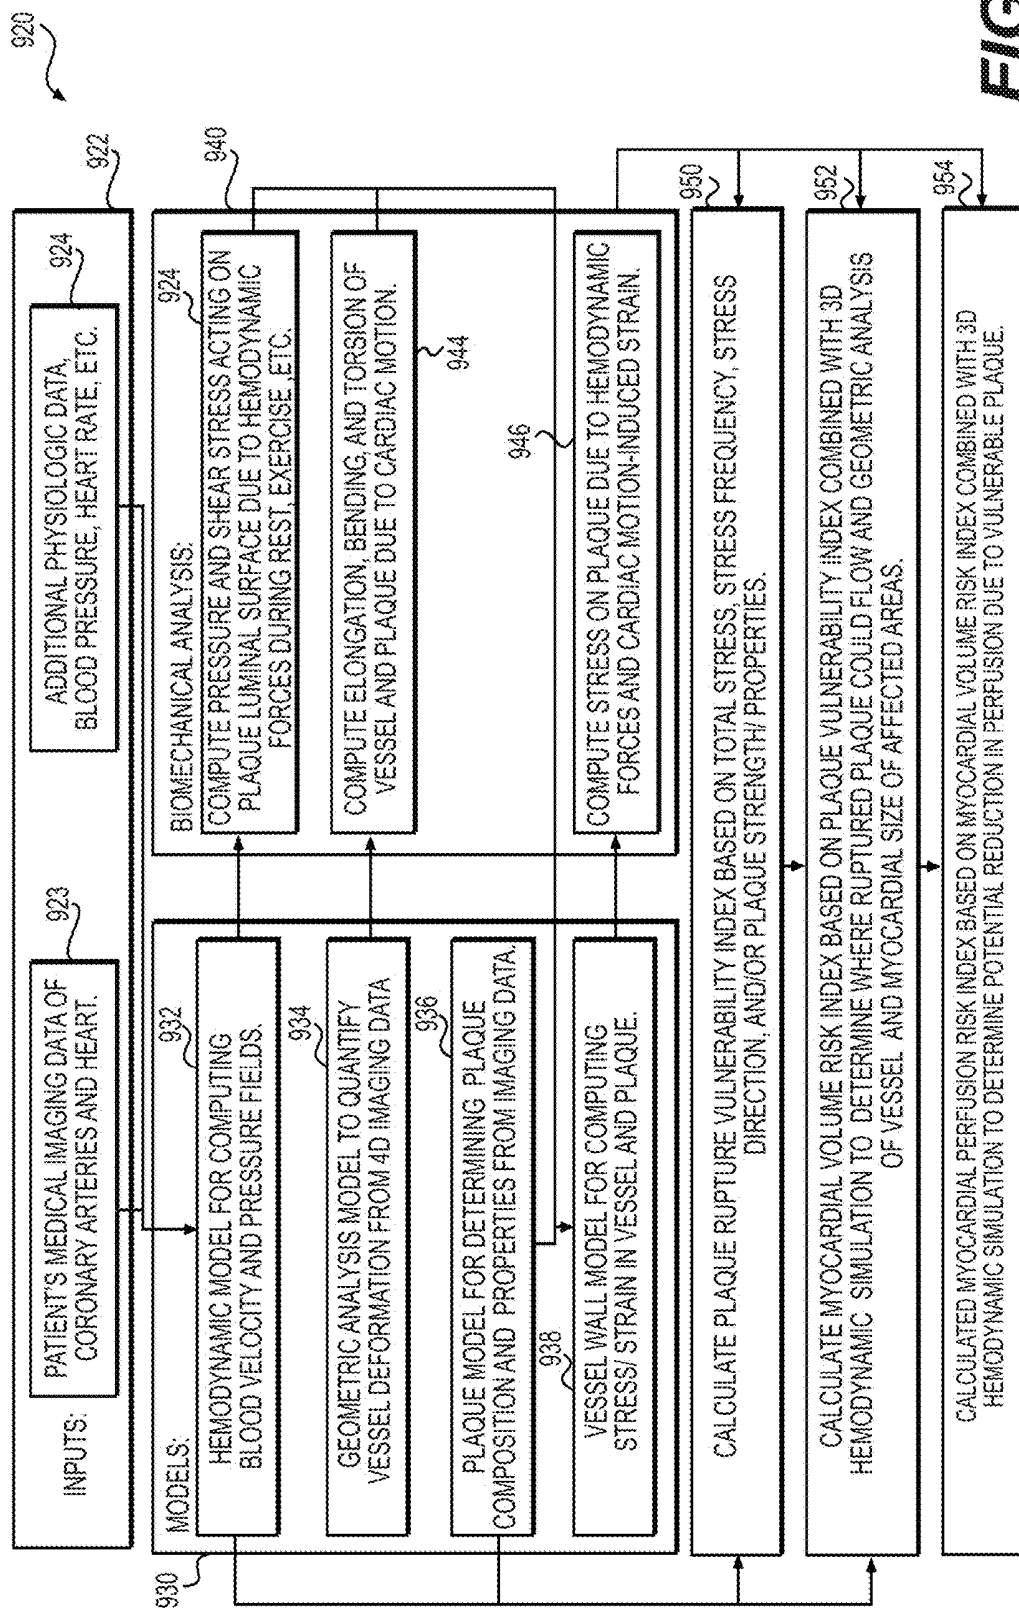 920
922
INPUTS:
923
PATIENT'S MEDICAL IMAGING DATA OF
CORONARY ARTERIES AND HEART.
924
ADDITIONAL PHYSIOLOGIC DATA,
BLOOD PRESSURE, HEART RATE, ETC.
930
MODELS:
932
HEMODYNAMIC MODEL FOR COMPUTING
BLOOD VELOCITY AND PRESSURE FIELDS.
934
GEOMETRIC ANALYSIS MODEL TO QUANTIFY
VESSEL DEFORMATION FROM 4D IMAGING DATA
936
PLAQUE MODEL FOR DETERMINING PLAQUE
COMPOSITION AND PROPERTIES FROM IMAGING DATA.
938
VESSEL WALL MODEL FOR COMPUTING
STRESS/ STRAIN IN VESSEL AND PLAQUE.
940
BIOMECHANICAL ANALYSIS:
924
COMPUTE PRESSURE AND SHEAR STRESS ACTING ON
PLAQUE LUMINAL SURFACE DUE TO HEMODYNAMIC
FORCES DURING REST, EXERCISE ,ETC.
COMPUTE ELONGATION, BENDING, AND TORSION OF
VESSEL AND PLAQUE DUE TO CARDIAC MOTION.
944
946
COMPUTE STRESS ON PLAQUE DUE TO HEMODYNAMIC
FORCES AND CARDIAC MOTION-INDUCED STRAIN.
950
CALCULATE PLAQUE RUPTURE VULNERABILITY INDEX BASED ON TOTAL STRESS, STRESS FREQUENCY, STRESS
DIRECTION, AND/OR PLAQUE STRENGTH/ PROPERTIES.
952
CALCULATE MYOCARDIAL VOLUME RISK INDEX BASED ON PLAQUE VULNERABILITY INDEX COMBINED WITH 3D
HEMODYNAMIC SIMULATION TO DETERMINE WHERE RUPTURED PLAQUE COULD FLOW AND GEOMETRIC ANALYSIS
OF VESSEL AND MYOCARDIAL SIZE OF AFFECTED AREAS.
954
CALCULATED MYOCARDIAL PERFUSION RISK INDEX BASED ON MYOCARDIAL VOLUME RISK INDEX COMBINED WITH 3D
HEMODYNAMIC SIMULATION TO DETERMINE POTENTIAL REDUCTION IN PERFUSION DUE TO VULNERABLE PLAQUE.
FIG